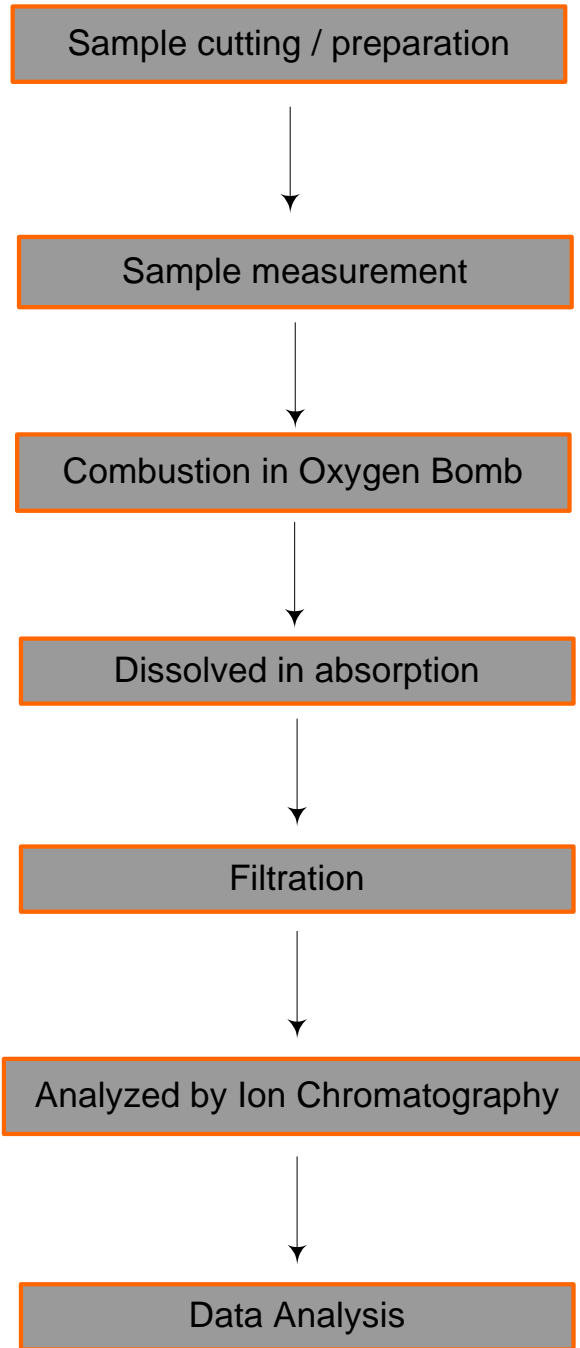 Sample cutting / preparation
Sample measurement
Combustion in Oxygen Bomb
Dissolved in absorption
Filtration
Analyzed by Ion Chromatography
Data Analysis